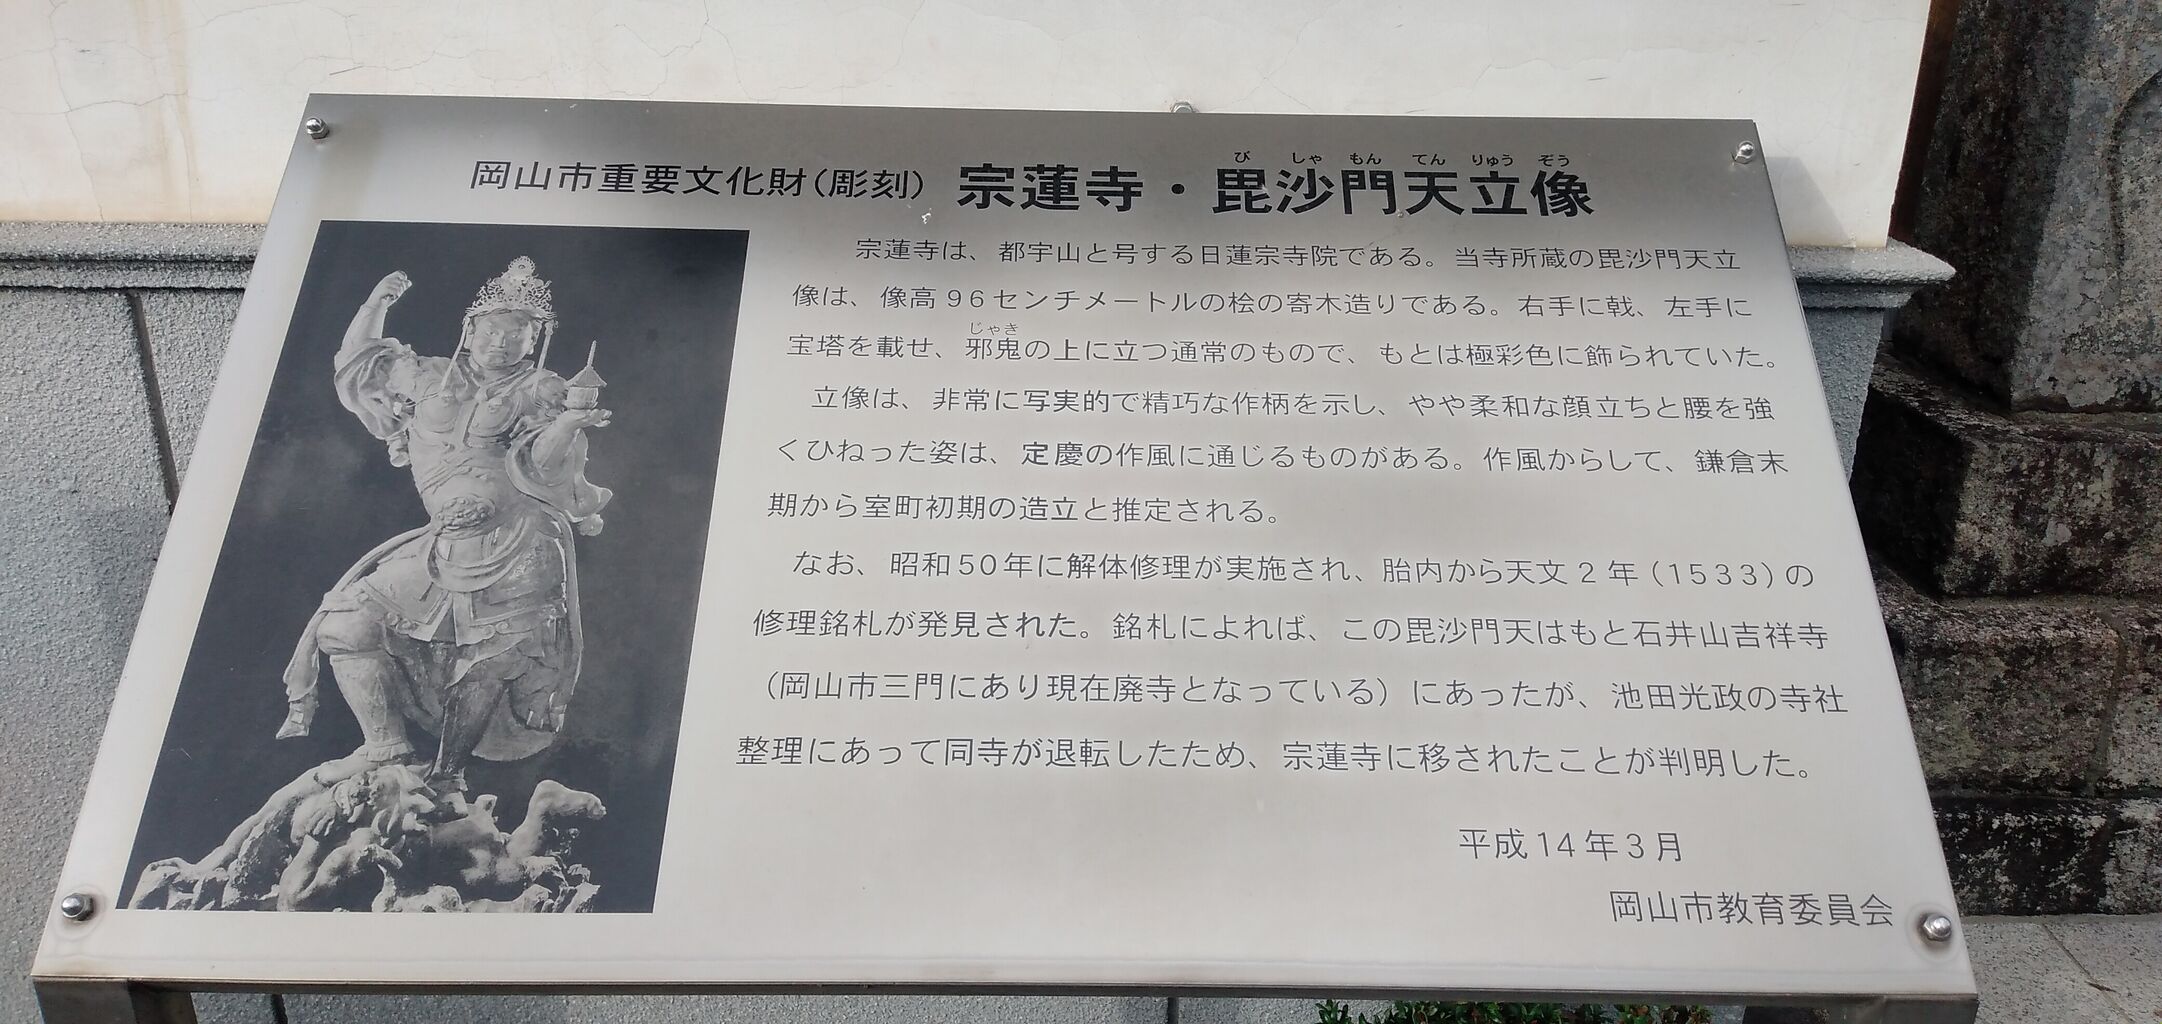 岡山市重要文化財（彫刻） 宗蓮寺・毘沙門天立像
び しゃ もん てん りゅう ぞう
宗蓮寺は、都宇山と号する日蓮宗寺院である。当寺所蔵の毘沙門天立
像は、像高９６センチメートルの桧の寄木造りである。右手に戟、左手に
じゃき
宝塔を載せ、邪鬼の上に立つ通常のもので、もとは極彩色に飾られていた。
立像は、非常に写実的で精巧な作柄を示し、やや柔和な顔立ちと腰を強
くひねった姿は、定慶の作風に通じるものがある。作風からして、鎌倉末
期から室町初期の造立と推定される。
なお、昭和５０年に解体修理が実施され、胎内から天文２年（１５３３）の
修理銘札が発見された。銘札によれば、この毘沙門天はもと石井山吉祥寺
（岡山市三門にあり現在廃寺となっている）にあったが、池田光政の寺社
整理にあって同寺が退転したため、宗蓮寺に移されたことが判明した。
平成１４年３月
岡山市教育委員会